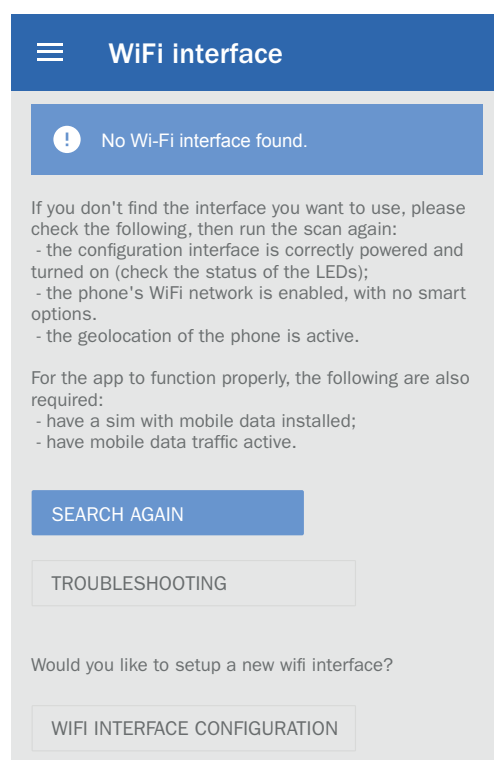 WiFi interface
No Wi-Fi interface found.
If you don't find the interface you want to use, please
check the following, then run the scan again:
- the configuration interface is correctly powered and
turned on (check the status of the LEDs);
- the phone's WiFi network is enabled, with no smart
options.
- the geolocation of the phone is active.
For the app to function properly, the following are also
required:
- have a sim with mobile data installed;
- have mobile data traffic active.
SEARCH AGAIN
TROUBLESHOOTING
Would you like to setup a new wifi interface?
WIFI INTERFACE CONFIGURATION